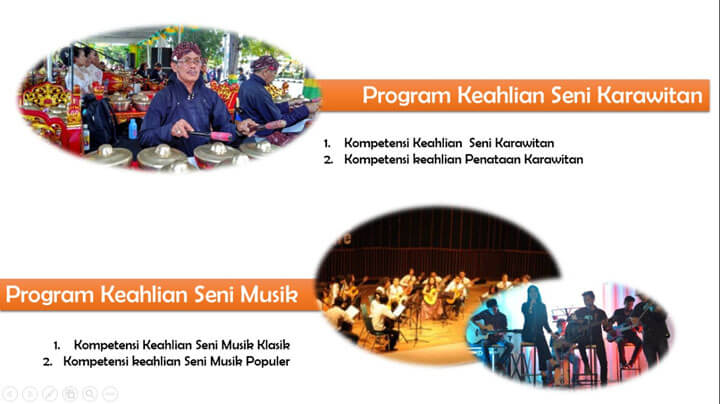 Program Keahlian Seni Karawitan
1. Kompetensi Keahlian Seni Karawitan
2. Kompetensi keahlian Penataan Karawitan
Program Keahlian Seni Musik
1. Kompetensi Keahlian Seni Musik Klasik
2. Kompetensi keahlian Seni Musik Populer